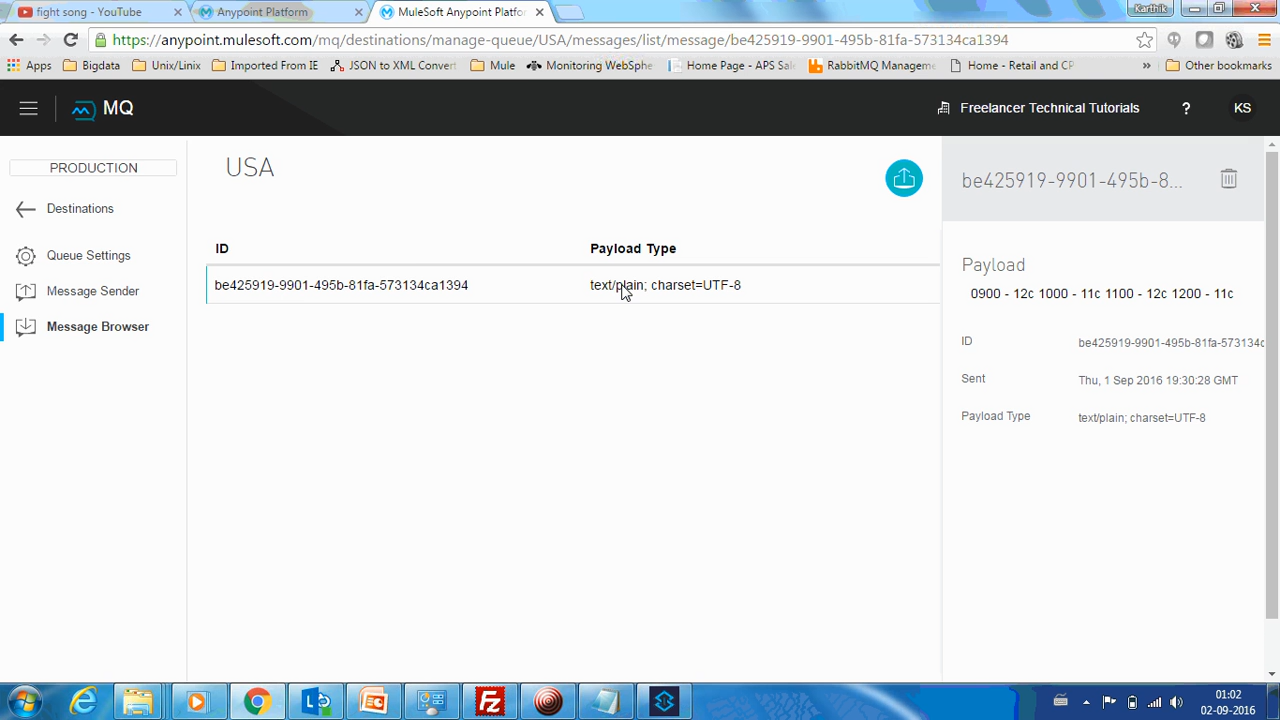 fight song - YouTube
Anypoint Platform
MuleSoft Anypoint Platfor
Karthik
https://anypoint.mulesoft.com/mq/destinations/manage-queue/USA/messages/list/message/be425919-9901-495b-81fa-573134ca1394
Apps Bigdata Unix/Linix Imported From IE JSON to XML Convert Mule Monitoring WebSphe Home Page - APS Sale RabbitMQ Manageme Home - Retail and CP » Other bookmarks
MQ
Freelancer Technical Tutorials ? KS
PRODUCTION
Destinations
Queue Settings
Message Sender
Message Browser
USA
ID Payload Type
be425919-9901-495b-81fa-573134ca1394 text/plain; charset=UTF-8
be425919-9901-495b-8...
Payload
0900 - 12c 1000 - 11c 1100 - 12c 1200 - 11c
ID be425919-9901-495b-81fa-573134c
Sent Thu, 1 Sep 2016 19:30:28 GMT
Payload Type text/plain; charset=UTF-8
01:02
02-09-2016